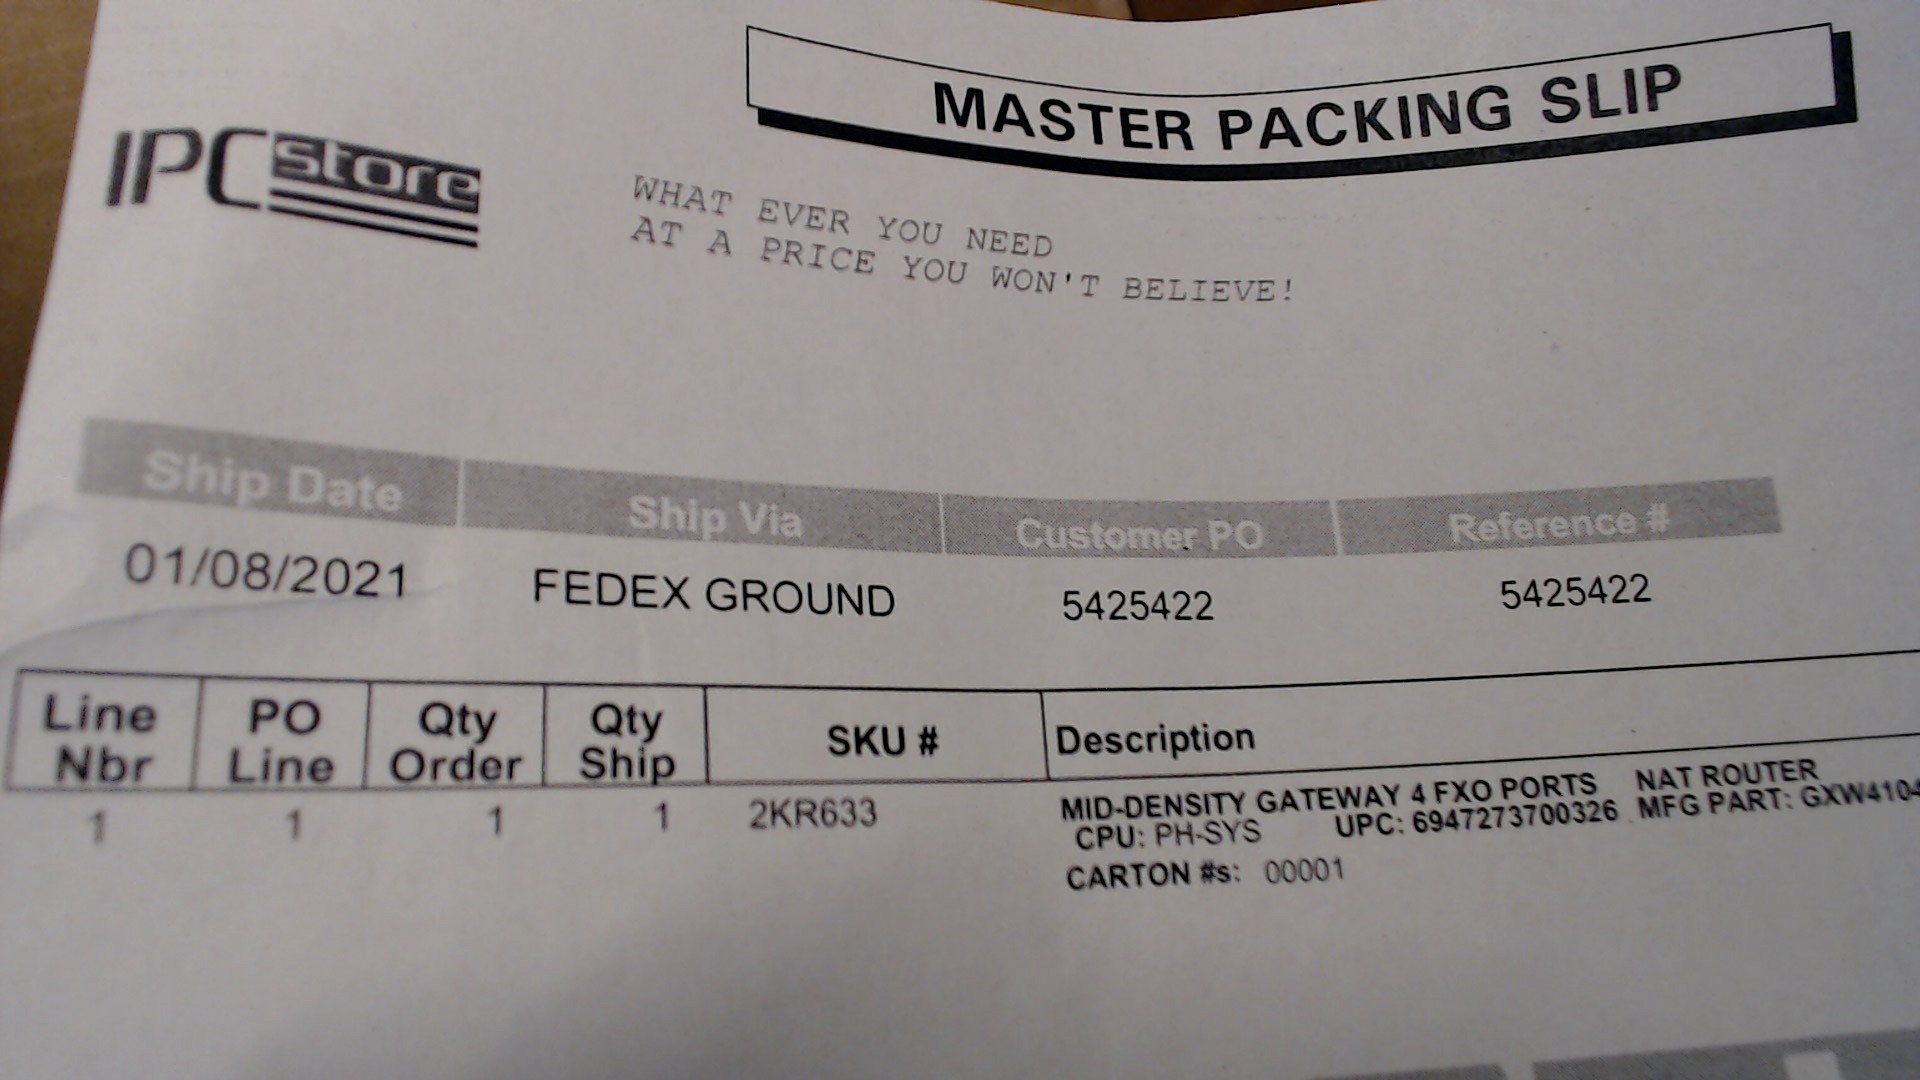 MASTER PACKING SLIP
IPCstore
WHAT EVER YOU NEED
AT A PRICE YOU WON'T BELIEVE!
Ship Date Ship Via Customer PO Reference #
01/08/2021 FEDEX GROUND 5425422 5425422
Line Nbr PO Line Qty Order Qty Ship SKU # Description
1 1 1 1 2KR633 MID-DENSITY GATEWAY 4 FXO PORTS NAT ROUTER
CPU: PH-SYS UPC: 6947273700326 MFG PART: GXW4104
CARTON #s: 00001